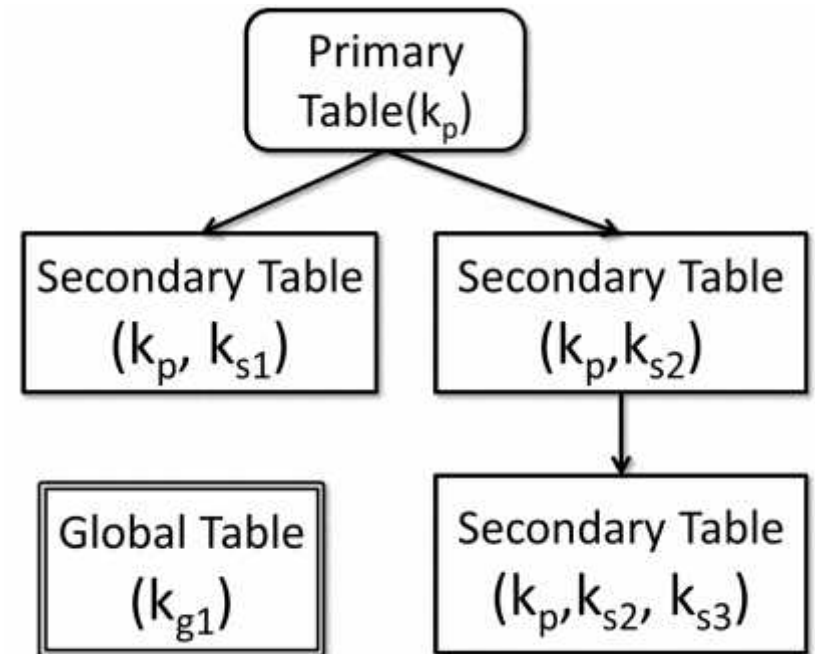 Primary
Table(kp)
Secondary Table
(kp, ks1)
Secondary Table
(kp,ks2)
Global Table
(kg1)
Secondary Table
(kp,ks2, ks3)